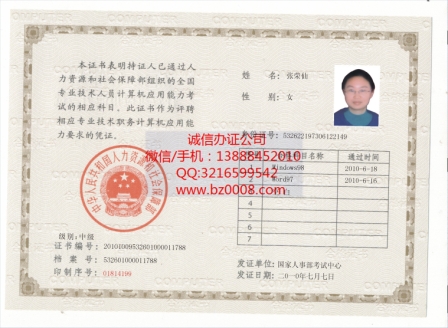 本证书表明持证人已通过人
力资源和社会保障部组织的全国
专业技术人员计算机应用能力考
试的相应科目。此证书作为评聘
相应专业技术职务计算机应用能
力要求的凭证。
中华人民共和国人力资源和社会保障部
级别:中级
证书编号: 20101009532601000011788
档 案 号: 532601000011788
印制序号: 01814199
姓 名: 张荣仙
性 别: 女
身份证号: 532622197306122149
科目名称 通过时间
Windows98 2010-6-18
Word97 2010-6-16
4
5
6
7
发证单位: 国家人事部考试中心
发证日期: 二〇一〇年七月七日
诚信办证公司
微信/手机: 13888452010
QQ:3216599542
www.bz0008.com